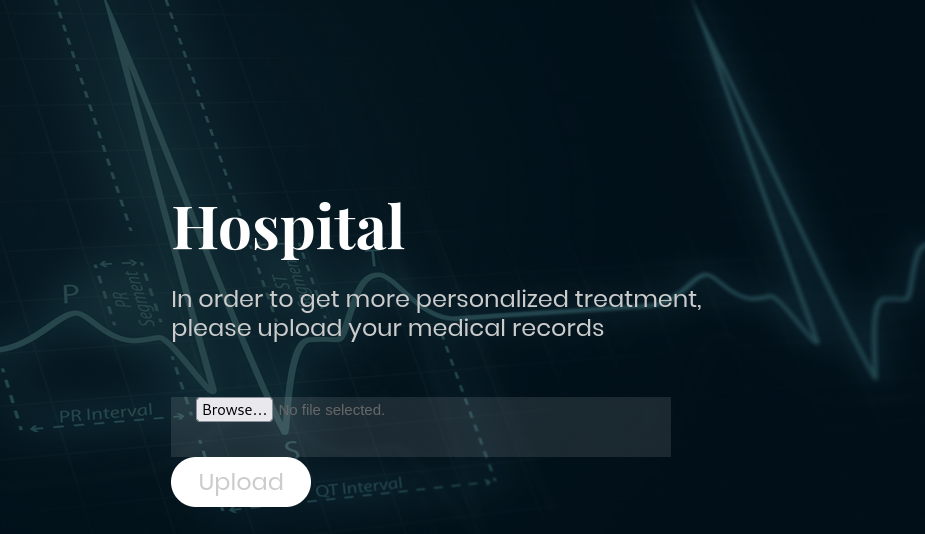 Hospital
In order to get more personalized treatment,
please upload your medical records
P
PR
Segment
ST
Segment
T
Browse... No file selected.
PR Interval
S
Upload
QT Interval